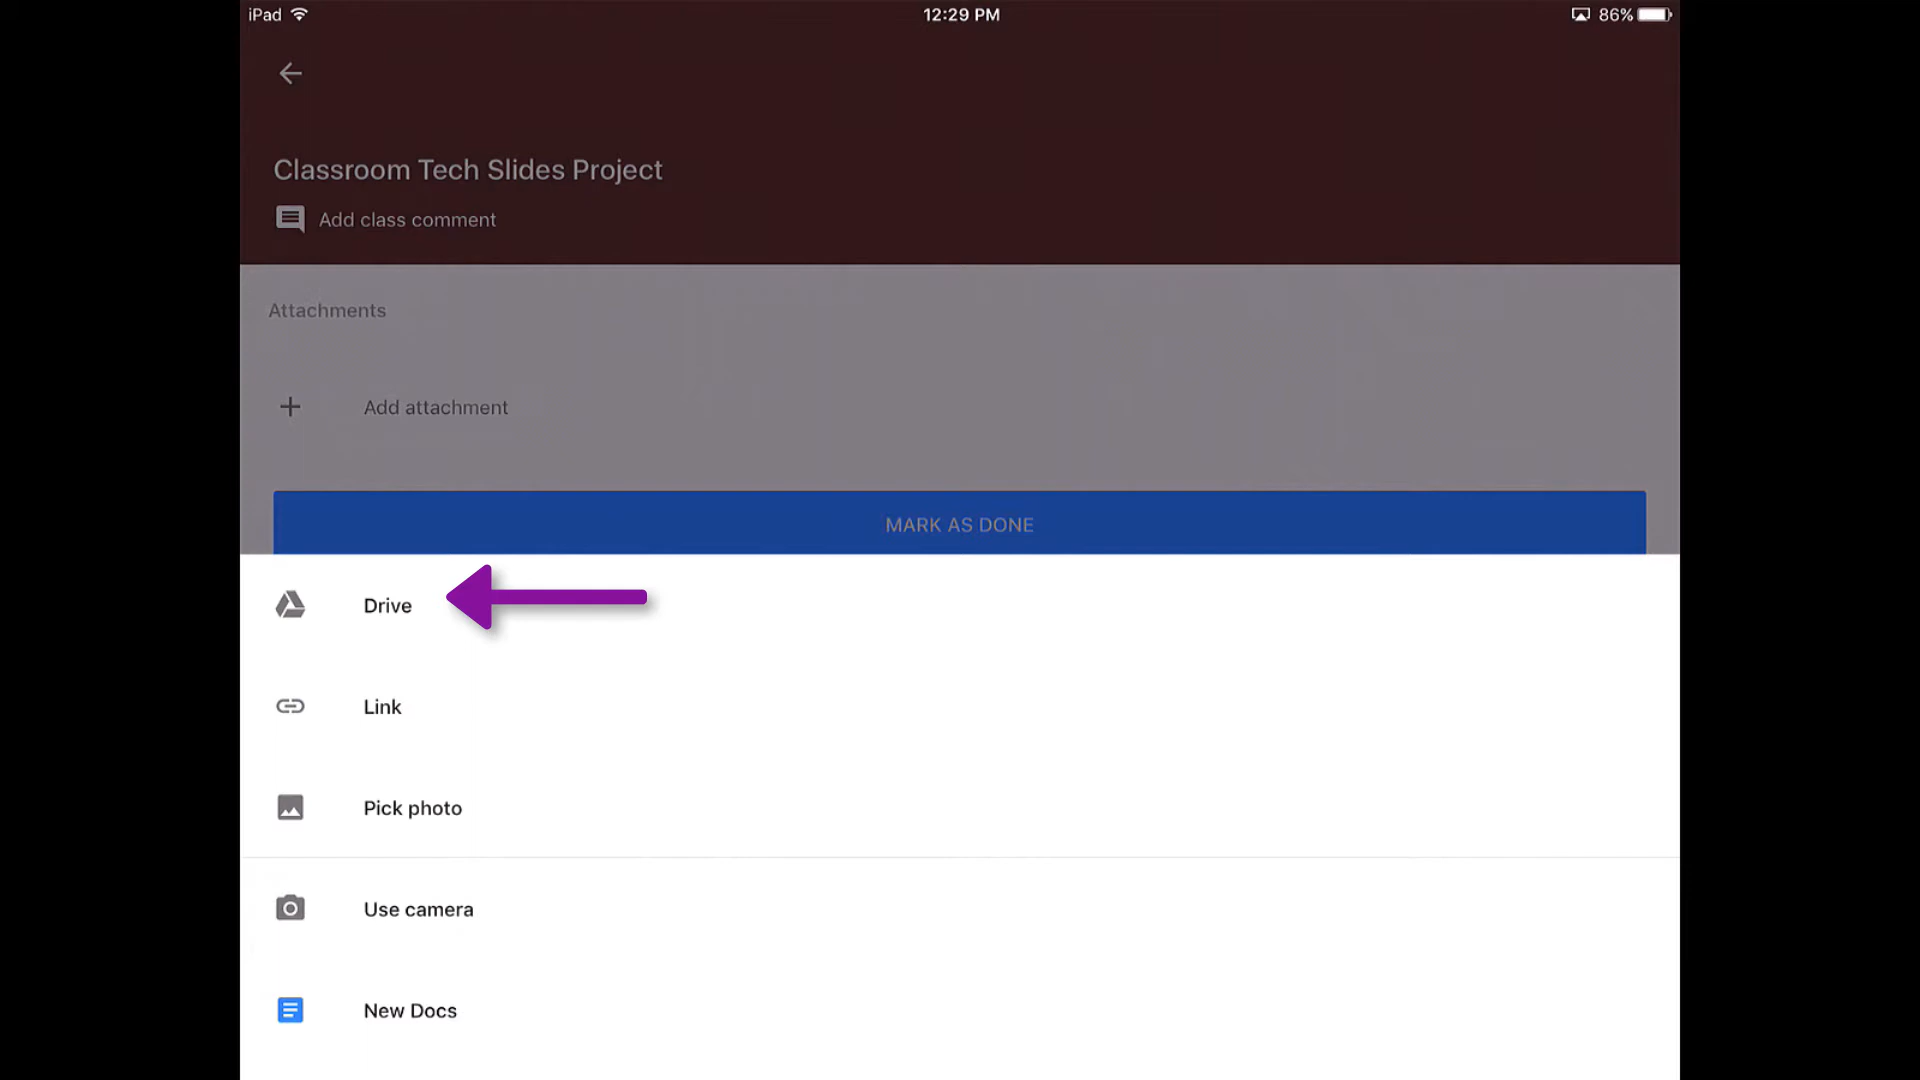 iPad 12:29 PM 86%
Classroom Tech Slides Project
Add class comment
Attachments
Add attachment
MARK AS DONE
Drive
Link
Pick photo
Use camera
New Docs